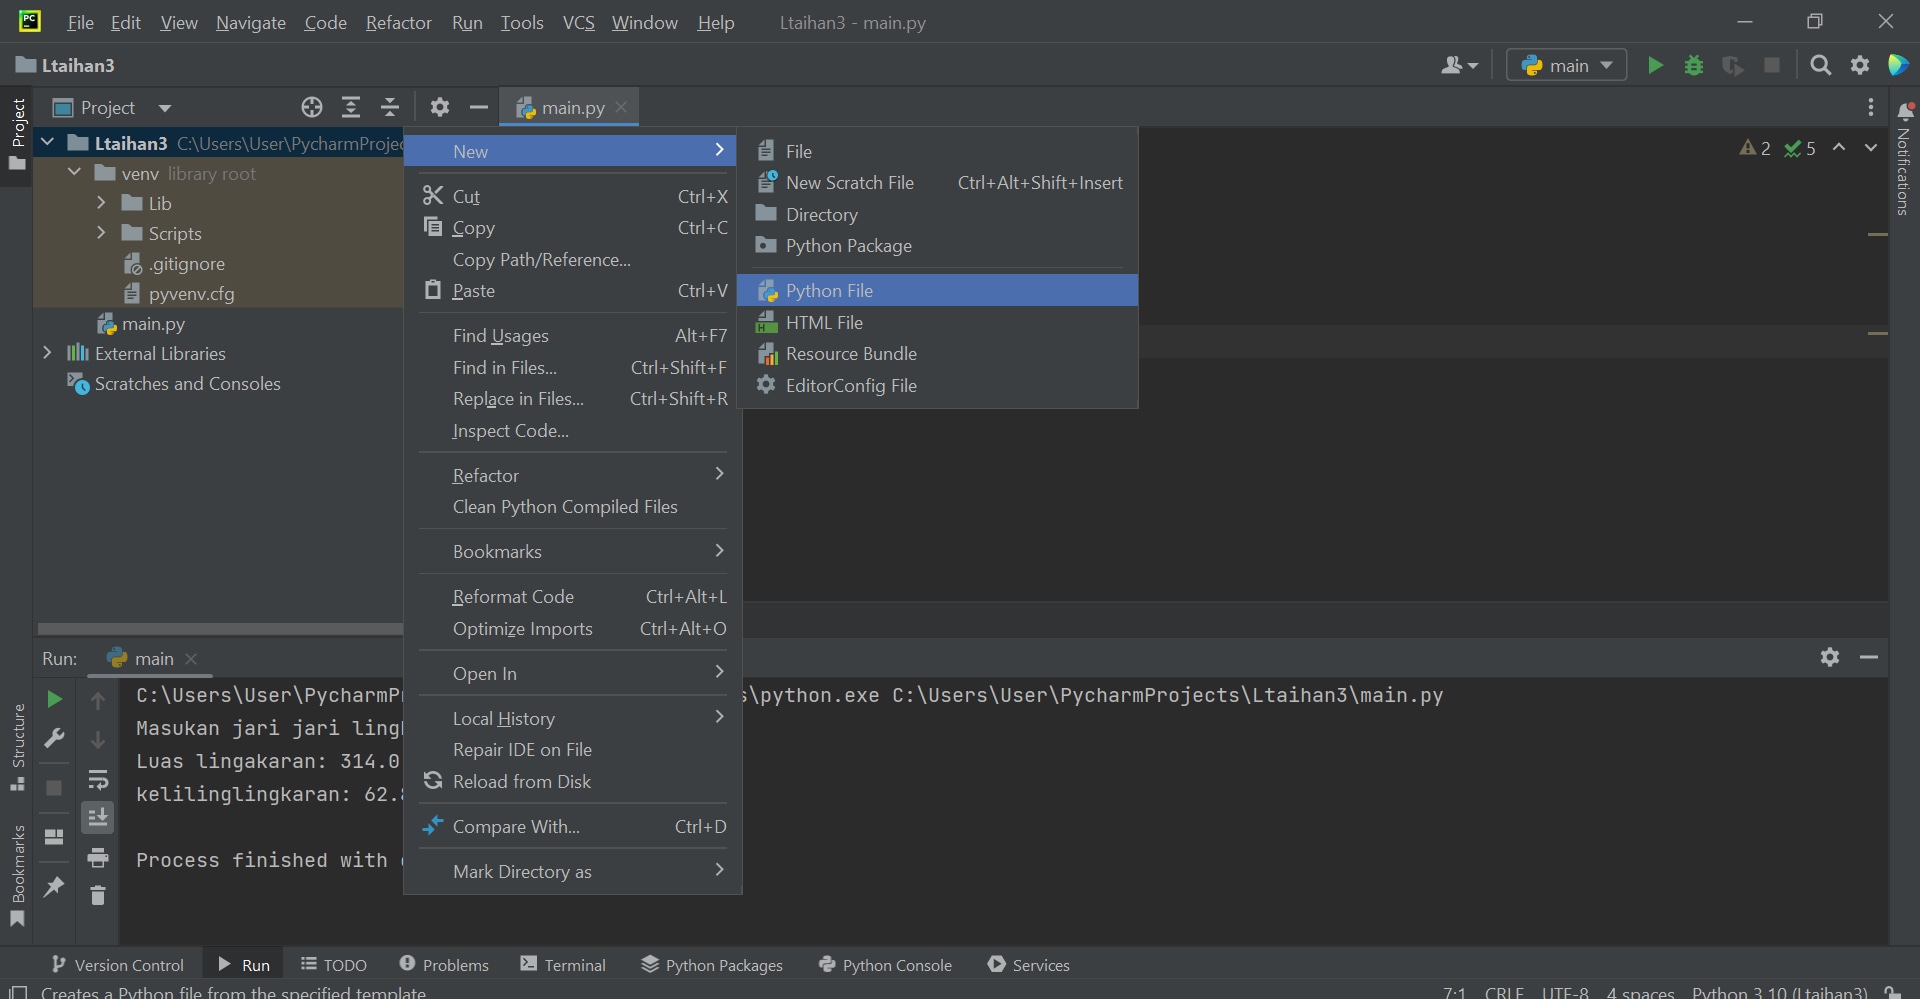 PC File Edit View Navigate Code Refactor Run Tools VCS Window Help Ltaihan3 - main.py
Ltaihan3 main
Project main.py
Project
Ltaihan3 C:\Users\User\PycharmProjec
venv library root
Lib
Scripts
.gitignore
pyvenv.cfg
main.py
External Libraries
Scratches and Consoles
New
Cut Ctrl+X
Copy Ctrl+C
Copy Path/Reference...
Paste Ctrl+V
Find Usages Alt+F7
Find in Files... Ctrl+Shift+F
Replace in Files... Ctrl+Shift+R
Inspect Code...
Refactor
Clean Python Compiled Files
Bookmarks
Reformat Code Ctrl+Alt+L
Optimize Imports Ctrl+Alt+O
Open In
Local History
Repair IDE on File
Reload from Disk
Compare With... Ctrl+D
Mark Directory as
File
New Scratch File Ctrl+Alt+Shift+Insert
Directory
Python Package
Python File
HTML File
Resource Bundle
EditorConfig File
2 5
Notifications
Run: main
C:\Users\User\PycharmP s\python.exe C:\Users\User\PycharmProjects\Ltaihan3\main.py
Masukan jari jari ling
Luas lingakaran: 314.0
kelilinglingkaran: 62.
Process finished with
Structure
Bookmarks
Version Control Run TODO Problems Terminal Python Packages Python Console Services
Creates a Python file from the specified template 7:1 CRLF UTF-8 4 spaces Python 3.10 (Ltaihan3)